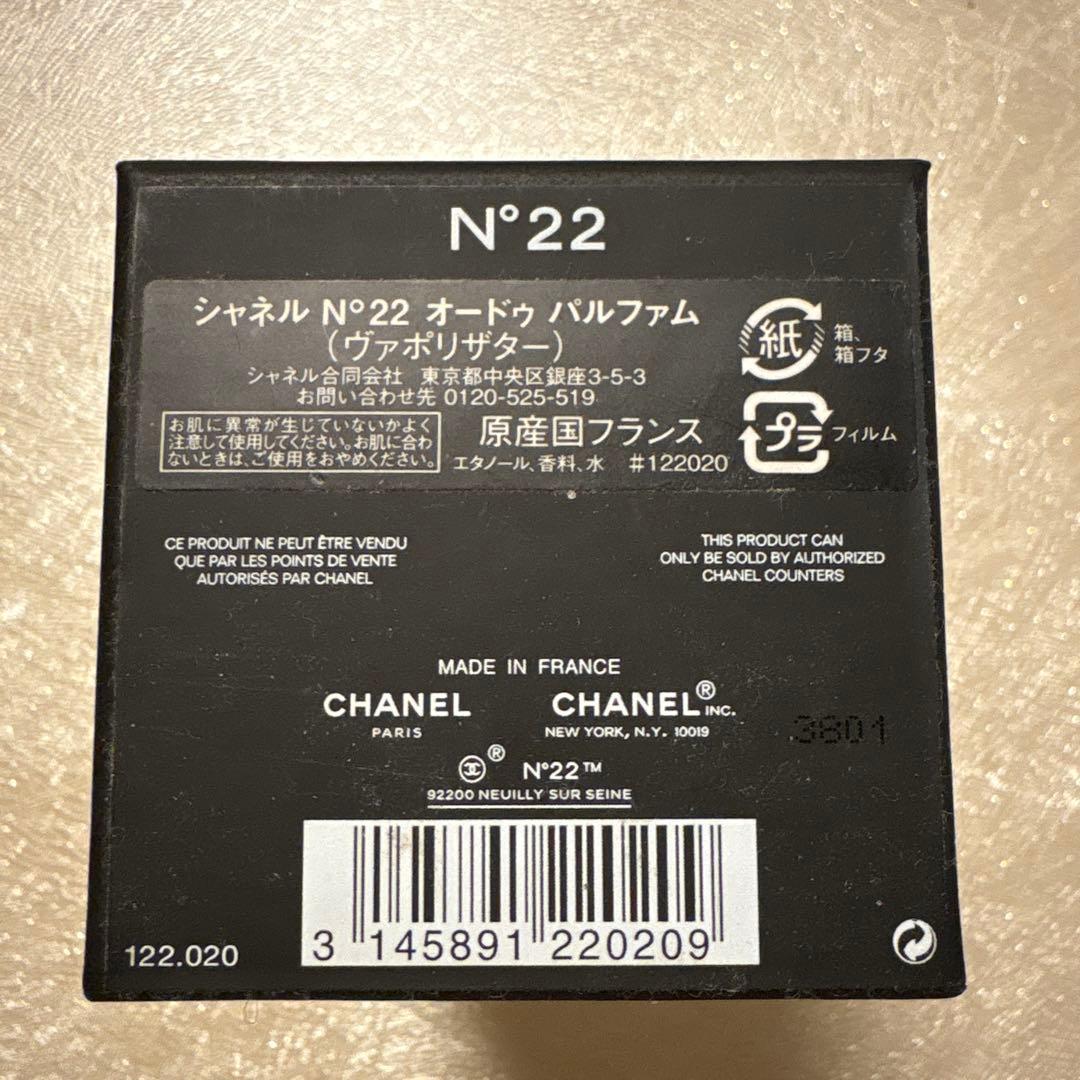 N°22
シャネル N°22 オードゥ パルファム
(ヴァポリザター)
シャネル合同会社 東京都中央区銀座3-5-3
お問い合わせ先 0120-525-519
お肌に異常が生じていないかよく
注意して使用してください。お肌に合わ
ないときは、ご使用をおやめください。
原産国フランス
エタノール、香料、水 #122020
紙
箱、
箱フタ
プラ
フィルム
CE PRODUIT NE PEUT ÊTRE VENDU
QUE PAR LES POINTS DE VENTE
AUTORISÉS PAR CHANEL
THIS PRODUCT CAN
ONLY BE SOLD BY AUTHORIZED
CHANEL COUNTERS
MADE IN FRANCE
CHANEL
PARIS
CHANEL® INC.
NEW YORK, N.Y. 10019
3801
® N°22™
92200 NEUILLY SUR SEINE
3 145891 220209
122.020